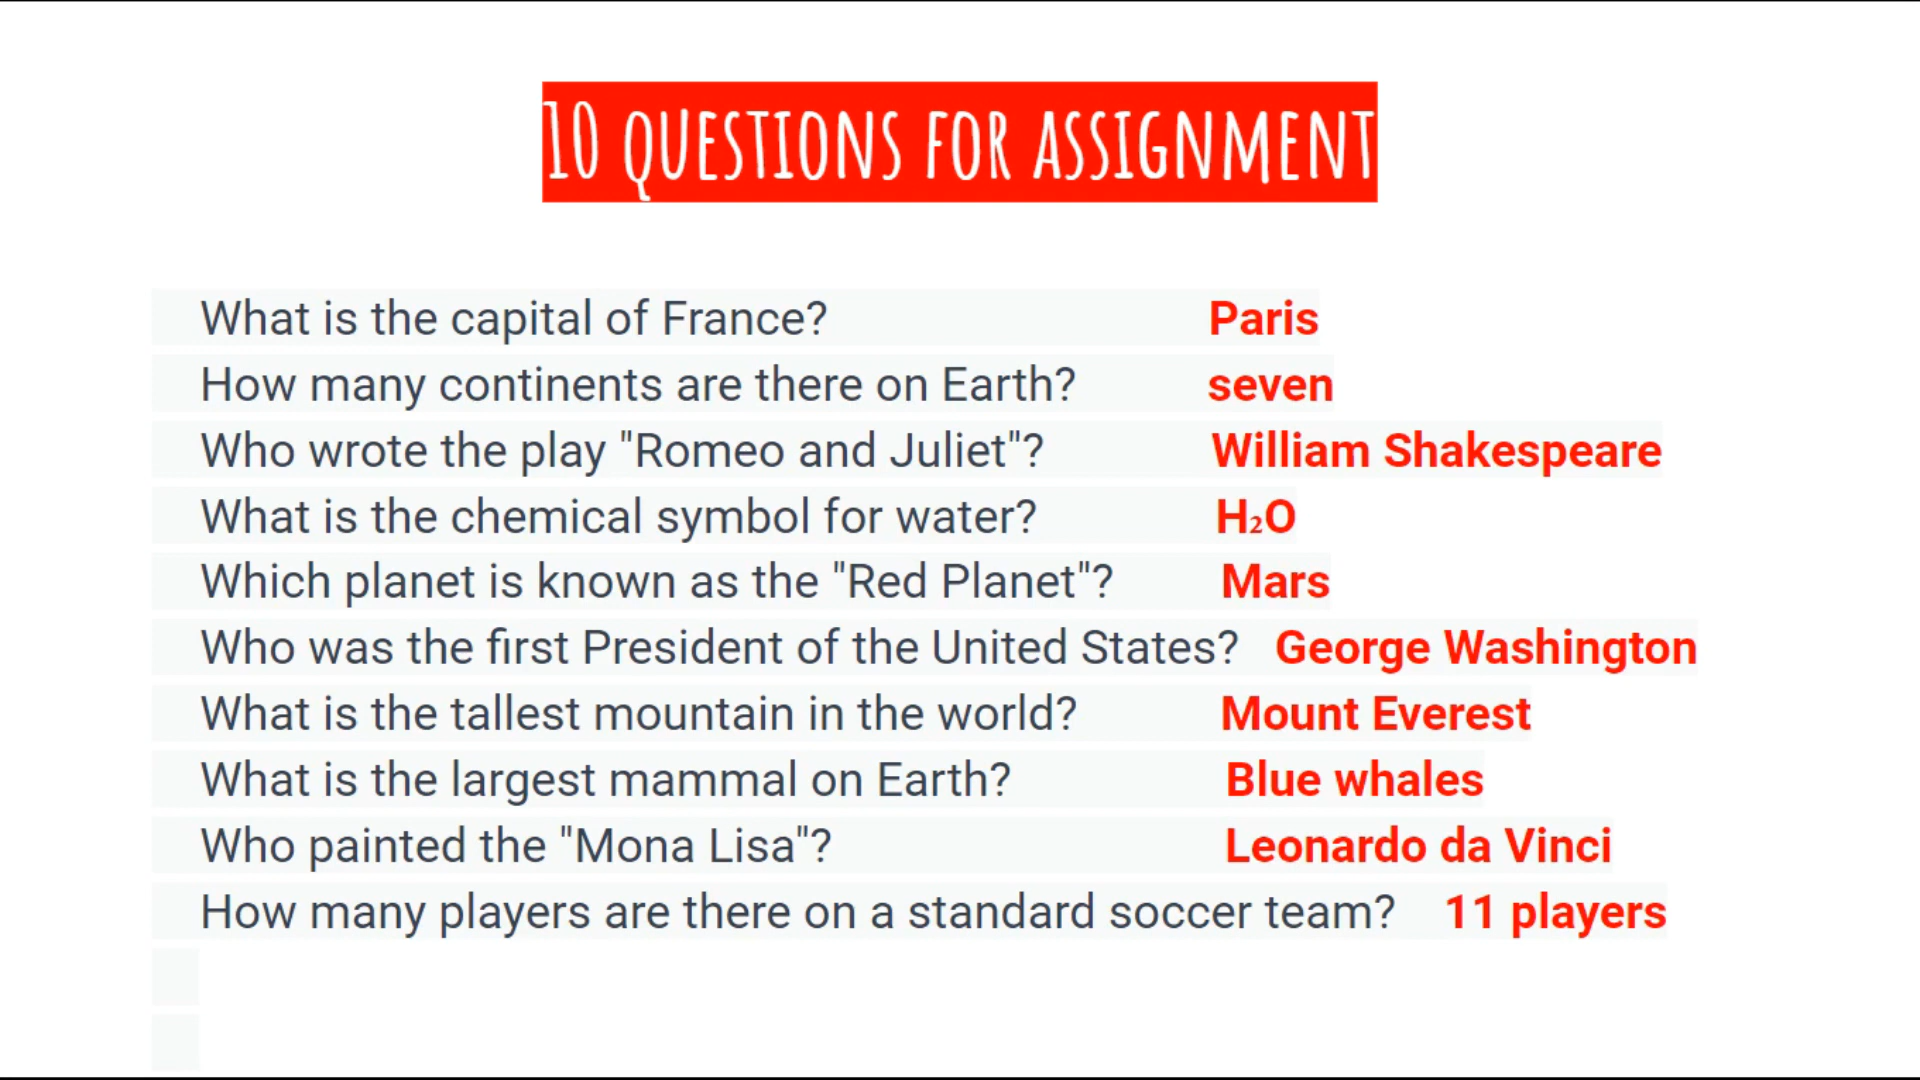 10 QUESTIONS FOR ASSIGNMENT
What is the capital of France? Paris
How many continents are there on Earth? seven
Who wrote the play "Romeo and Juliet"? William Shakespeare
What is the chemical symbol for water? H₂O
Which planet is known as the "Red Planet"? Mars
Who was the first President of the United States? George Washington
What is the tallest mountain in the world? Mount Everest
What is the largest mammal on Earth? Blue whales
Who painted the "Mona Lisa"? Leonardo da Vinci
How many players are there on a standard soccer team? 11 players